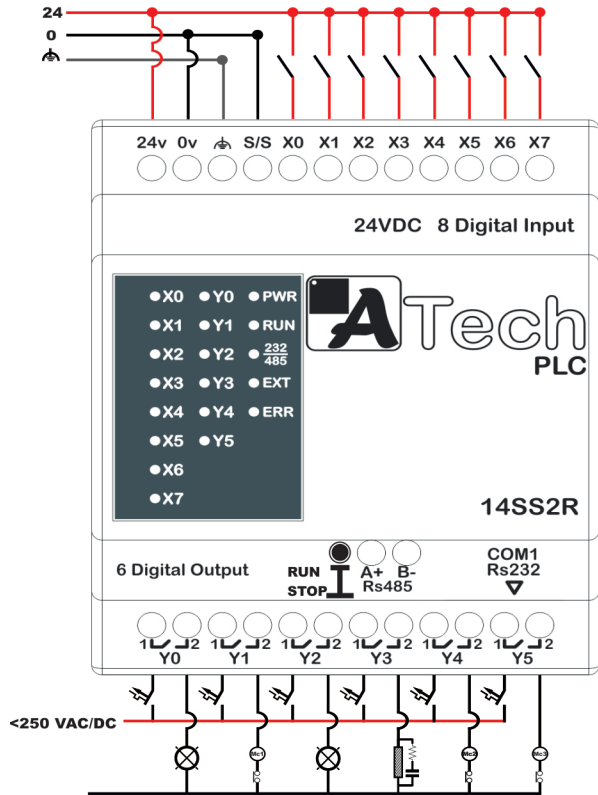 24
0
24v 0v S/S X0 X1 X2 X3 X4 X5 X6 X7
24VDC 8 Digital Input
X0 Y0 PWR
X1 Y1 RUN
X2 Y2 232/485
X3 Y3 EXT
X4 Y4 ERR
X5 Y5
X6
X7
ATech
PLC
14SS2R
6 Digital Output
RUN
STOP
A+ B-
Rs485
COM1
Rs232
1 2 1 2 1 2 1 2 1 2 1 2
Y0 Y1 Y2 Y3 Y4 Y5
<250 VAC/DC
Mc1 Mc2 Mc3